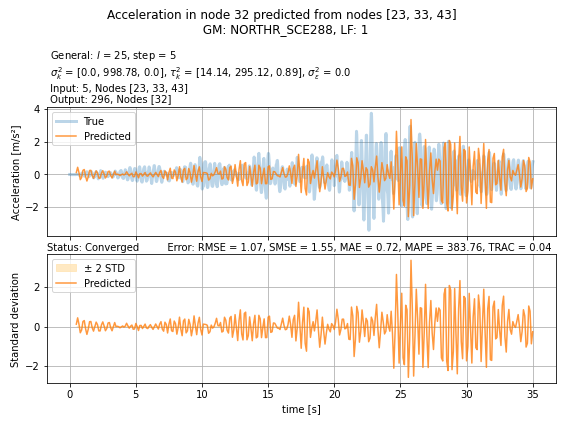 Acceleration in node 32 predicted from nodes [23, 33, 43]
GM: NORTHR_SCE288, LF: 1
General: l = 25, step = 5
σ²ₖ = [0.0, 998.78, 0.0], τ²ₖ = [14.14, 295.12, 0.89], σ²ε = 0.0
Input: 5, Nodes [23, 33, 43]
Output: 296, Nodes [32]
Acceleration [m/s²]
4
2
0
−2
True
Predicted
Status: Converged Error: RMSE = 1.07, SMSE = 1.55, MAE = 0.72, MAPE = 383.76, TRAC = 0.04
Standard deviation
2
0
−2
± 2 STD
Predicted
0 5 10 15 20 25 30 35
time [s]